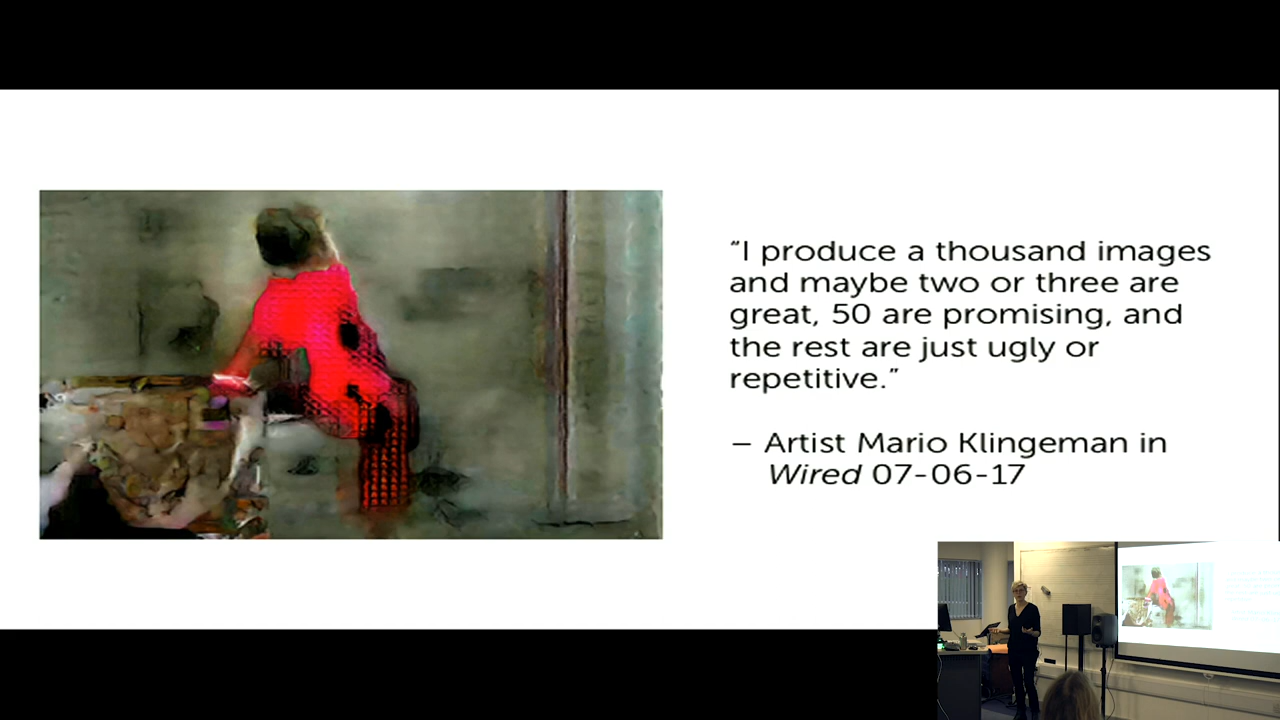 “I produce a thousand images
and maybe two or three are
great, 50 are promising, and
the rest are just ugly or
repetitive.”
– Artist Mario Klingeman in
Wired 07-06-17